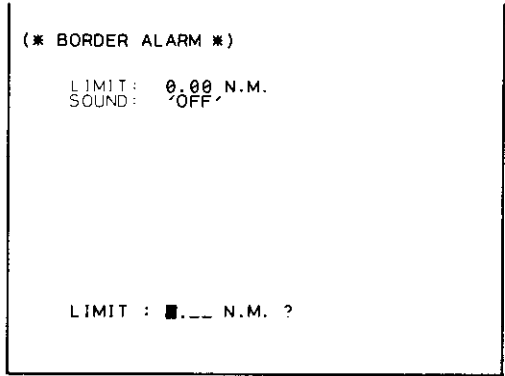 (* BORDER ALARM *)
LIMIT: 0.00 N.M.
SOUND: 'OFF'
LIMIT : ■.__ N.M. ?